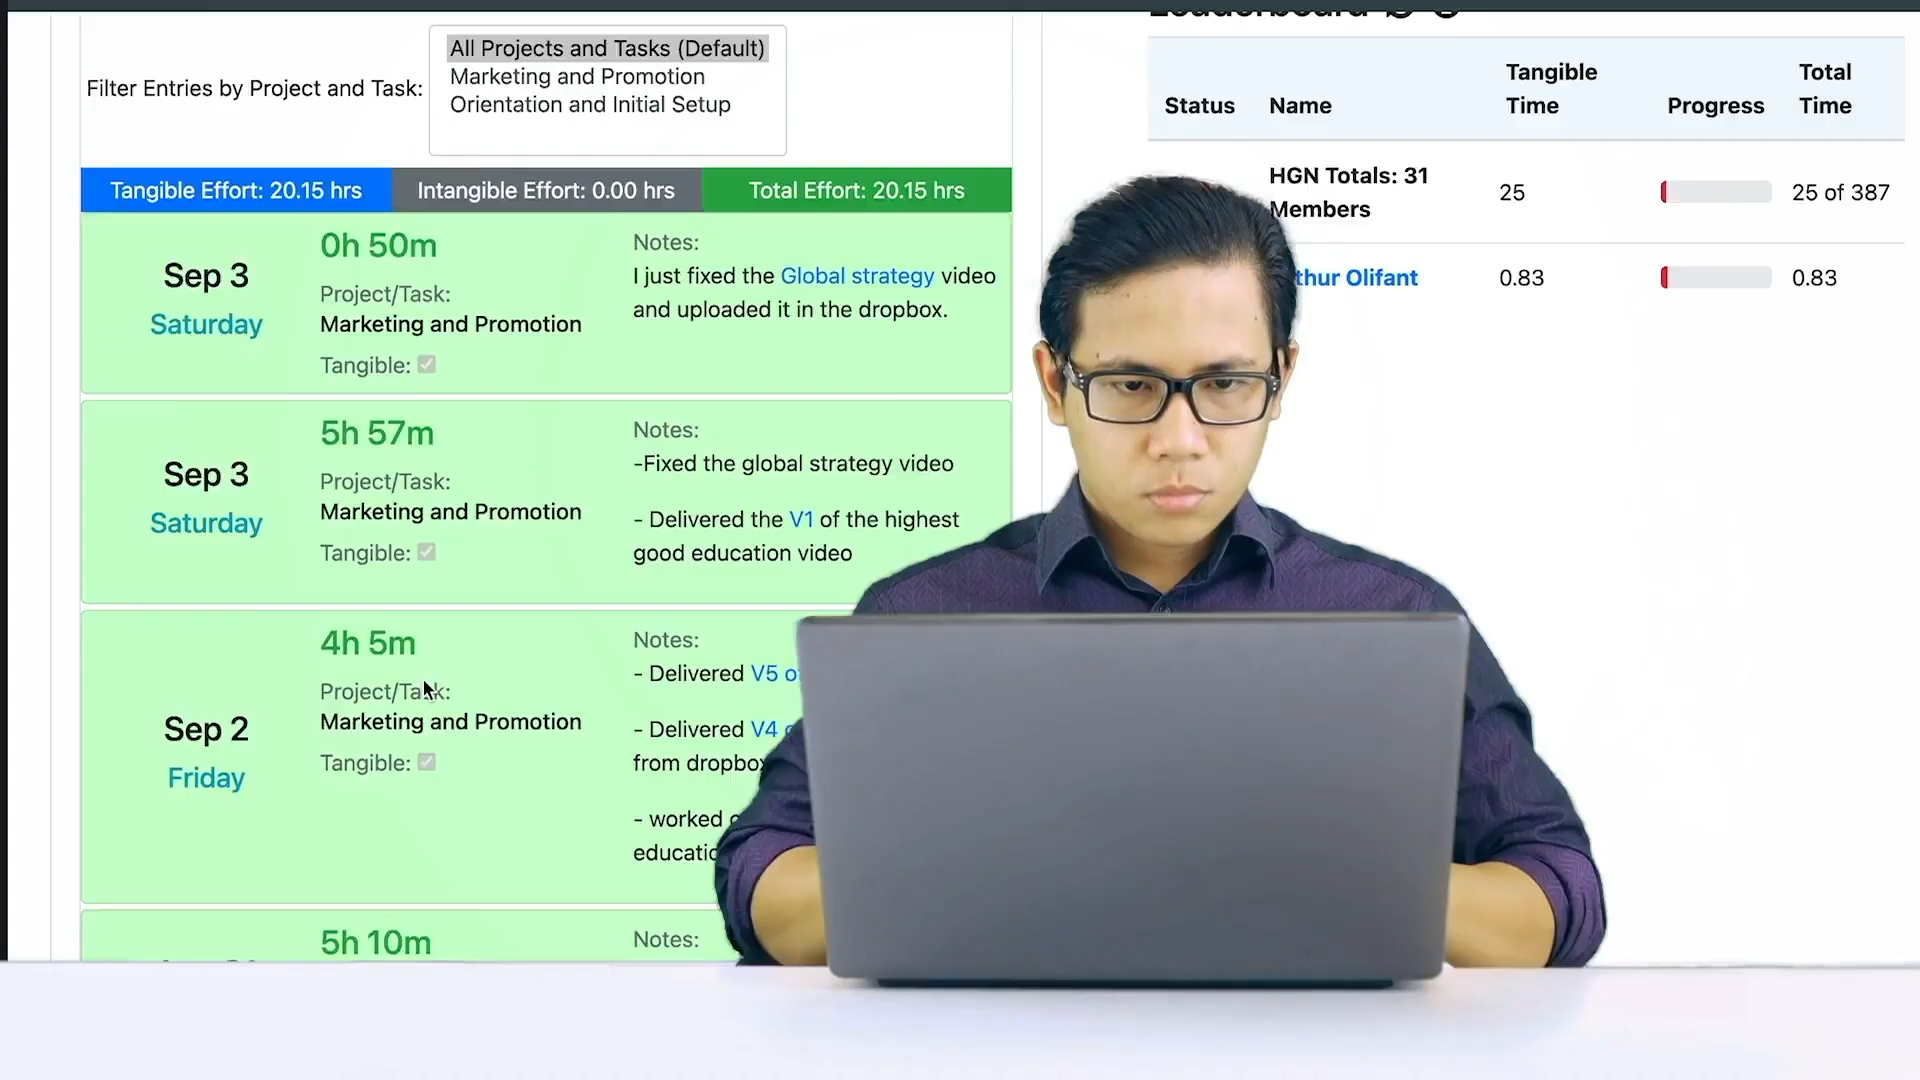 Filter Entries by Project and Task:
All Projects and Tasks (Default)
Marketing and Promotion
Orientation and Initial Setup
Tangible Effort: 20.15 hrs
Intangible Effort: 0.00 hrs
Total Effort: 20.15 hrs
Sep 3
Saturday
0h 50m
Project/Task:
Marketing and Promotion
Tangible:
Notes:
I just fixed the Global strategy video
and uploaded it in the dropbox.
Sep 3
Saturday
5h 57m
Project/Task:
Marketing and Promotion
Tangible:
Notes:
-Fixed the global strategy video
- Delivered the V1 of the highest
good education video
Sep 2
Friday
4h 5m
Project/Task:
Marketing and Promotion
Tangible:
Notes:
- Delivered V5
- Delivered V4
from dropbox
- worked
5h 10m
Notes:
Leaderboard
Status
Name
Tangible
Time
Progress
Total
Time
HGN Totals: 31
Members
25
25 of 387
Olifant
0.83
0.83